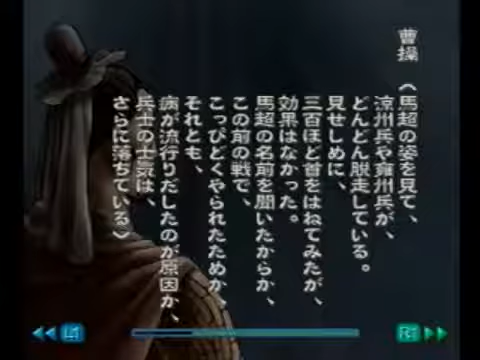 曹操
（馬超の姿を見て、
涼州兵や雍州兵が、
どんどん脱走している。
見せしめに、
三百ほど首をはねてみたが、
効果はなかった。
馬超の名前を聞いたからか、
この前の戦で、
こっぴどくやられたためか、
それとも、
病が流行りだしたのが原因か、
兵士の士気は、
さらに落ちている）
L1
R1